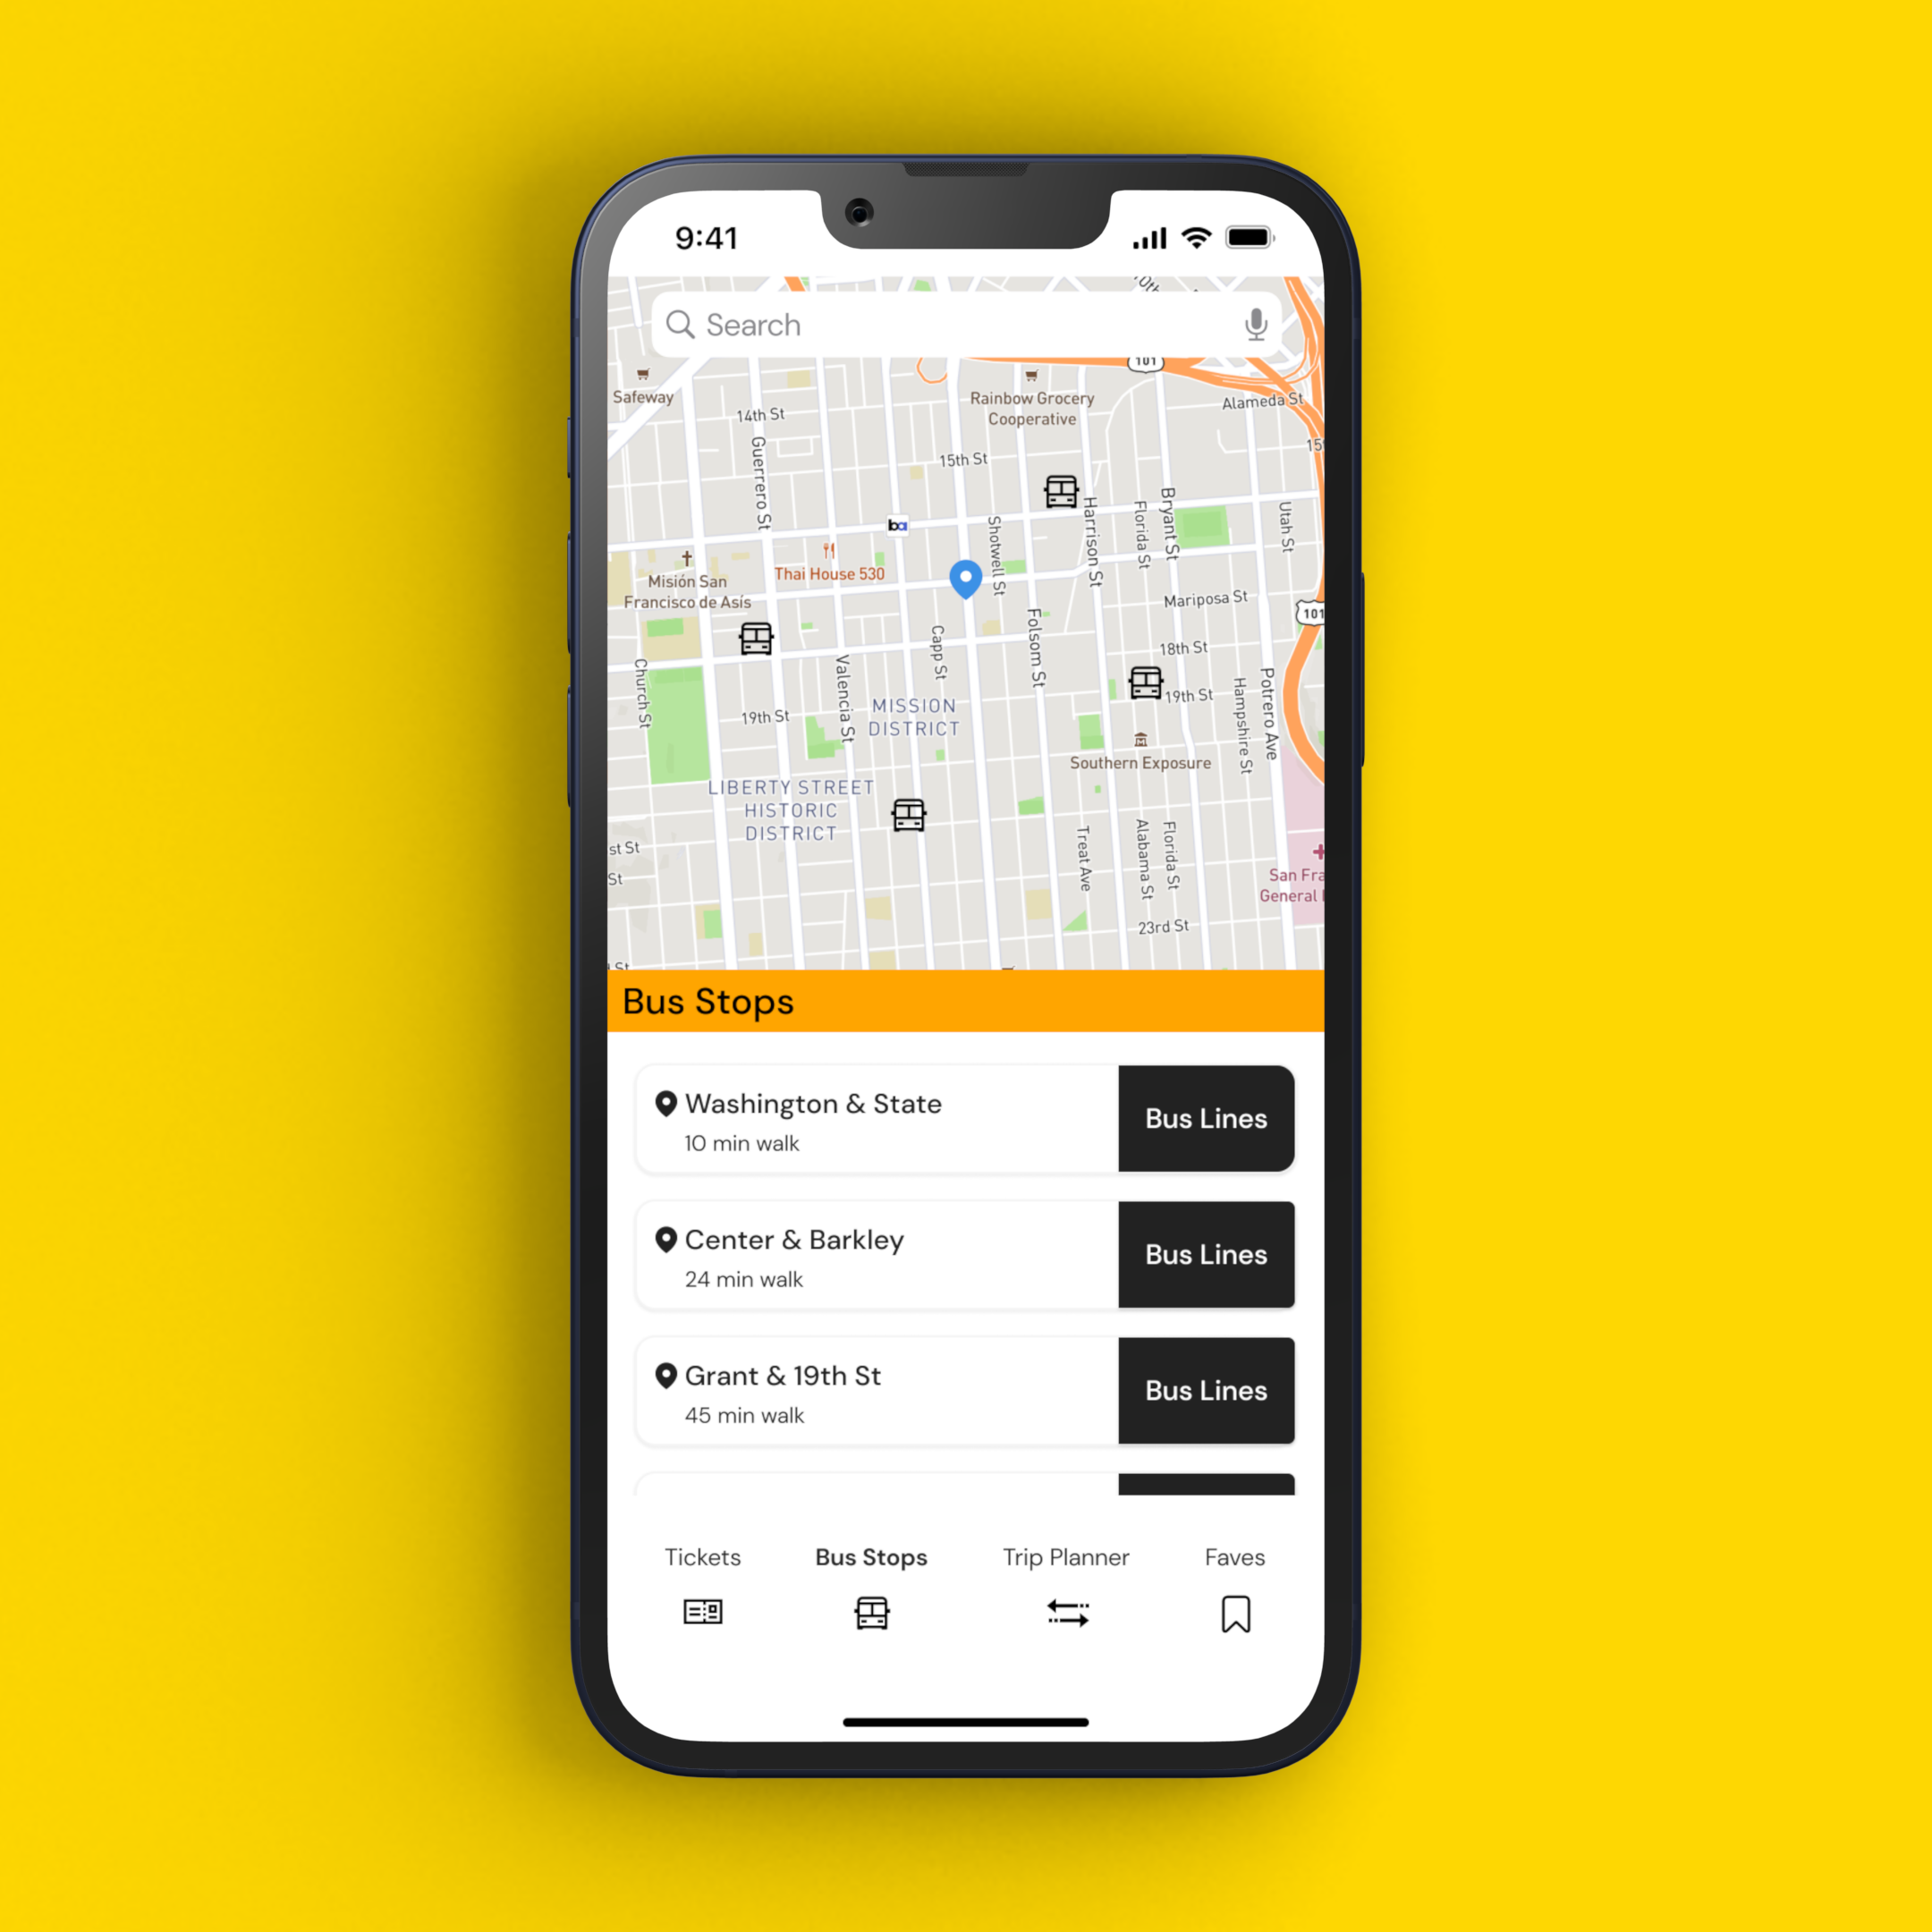 9:41
Search
101
Safeway
Rainbow Grocery
Cooperative
Alameda St
14th St
Guerrero St
15th St
Harrison St
Florida St
Bryant St
Utah St
Shotwell St
ba
Thai House 530
Misión San
Francisco de Asís
Mariposa St
101
Capp St
Folsom St
18th St
Church St
Valencia St
19th St
Hampshire St
Potrero Ave
MISSION
DISTRICT
19th St
Southern Exposure
LIBERTY STREET
HISTORIC
DISTRICT
Treat Ave
Alabama St
Florida St
st St
St
San Fra
General
23rd St
Bus Stops
Washington & State
10 min walk
Bus Lines
Center & Barkley
24 min walk
Bus Lines
Grant & 19th St
45 min walk
Bus Lines
Tickets
Bus Stops
Trip Planner
Faves